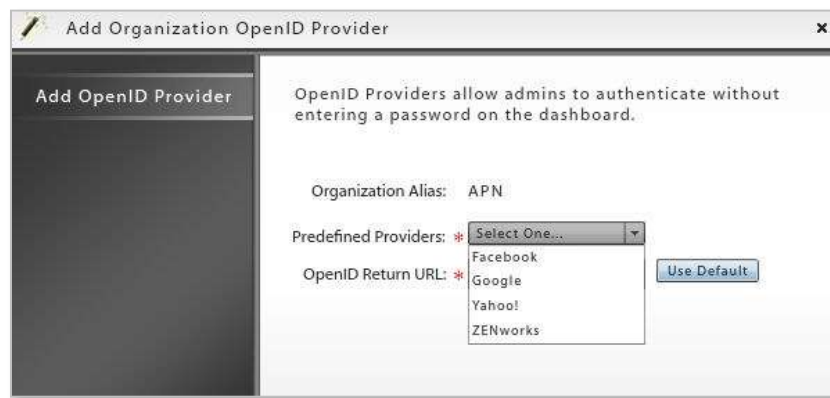 Add Organization OpenID Provider
Add OpenID Provider
OpenID Providers allow admins to authenticate without
entering a password on the dashboard.
Organization Alias: APN
Predefined Providers: * Select One...
Facebook
OpenID Return URL: * Google Use Default
Yahoo!
ZENworks